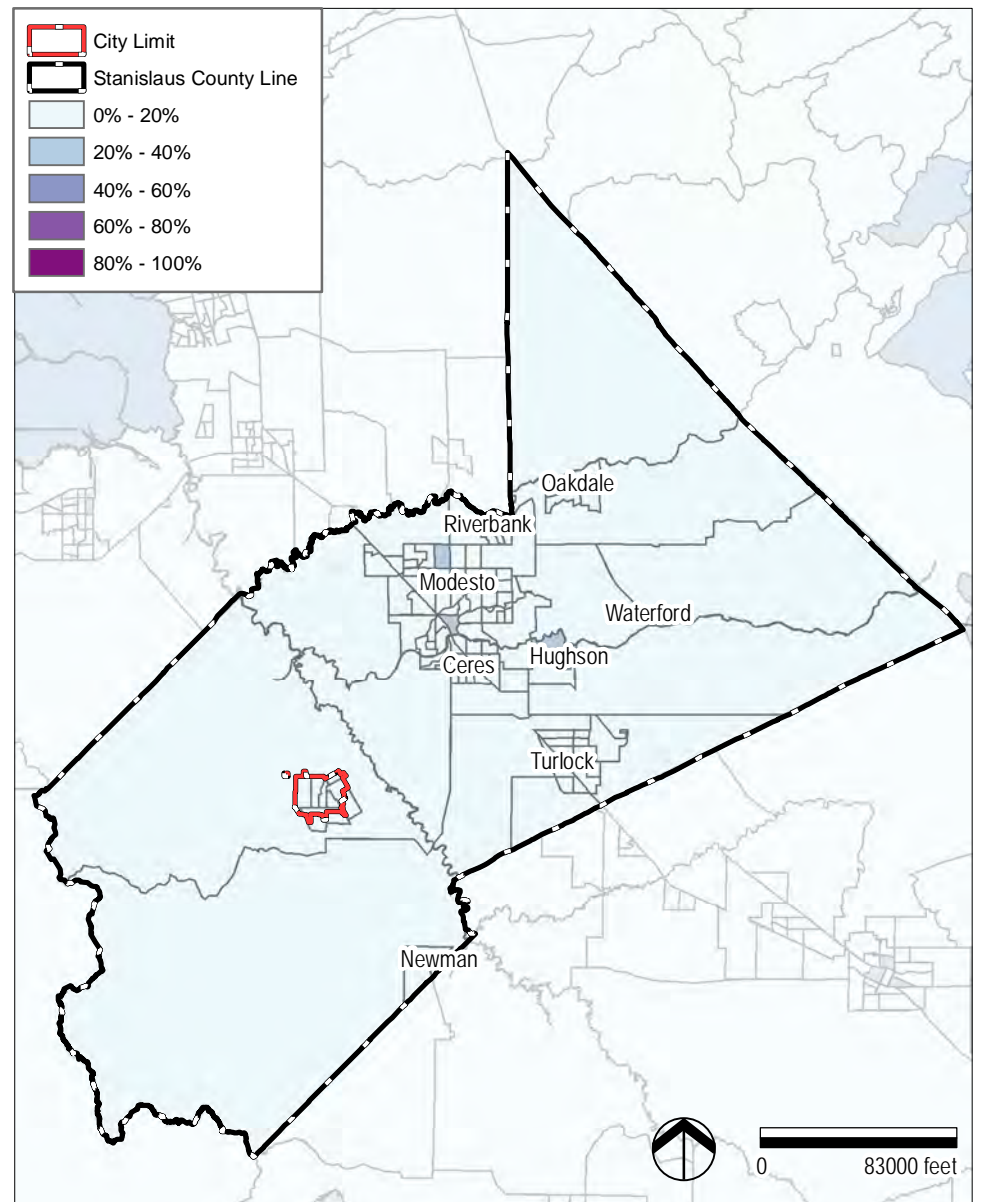 City Limit
Stanislaus County Line
0% - 20%
20% - 40%
40% - 60%
60% - 80%
80% - 100%
Oakdale
Riverbank
Modesto
Waterford
Hughson
Ceres
Turlock
Newman
0 83000 feet